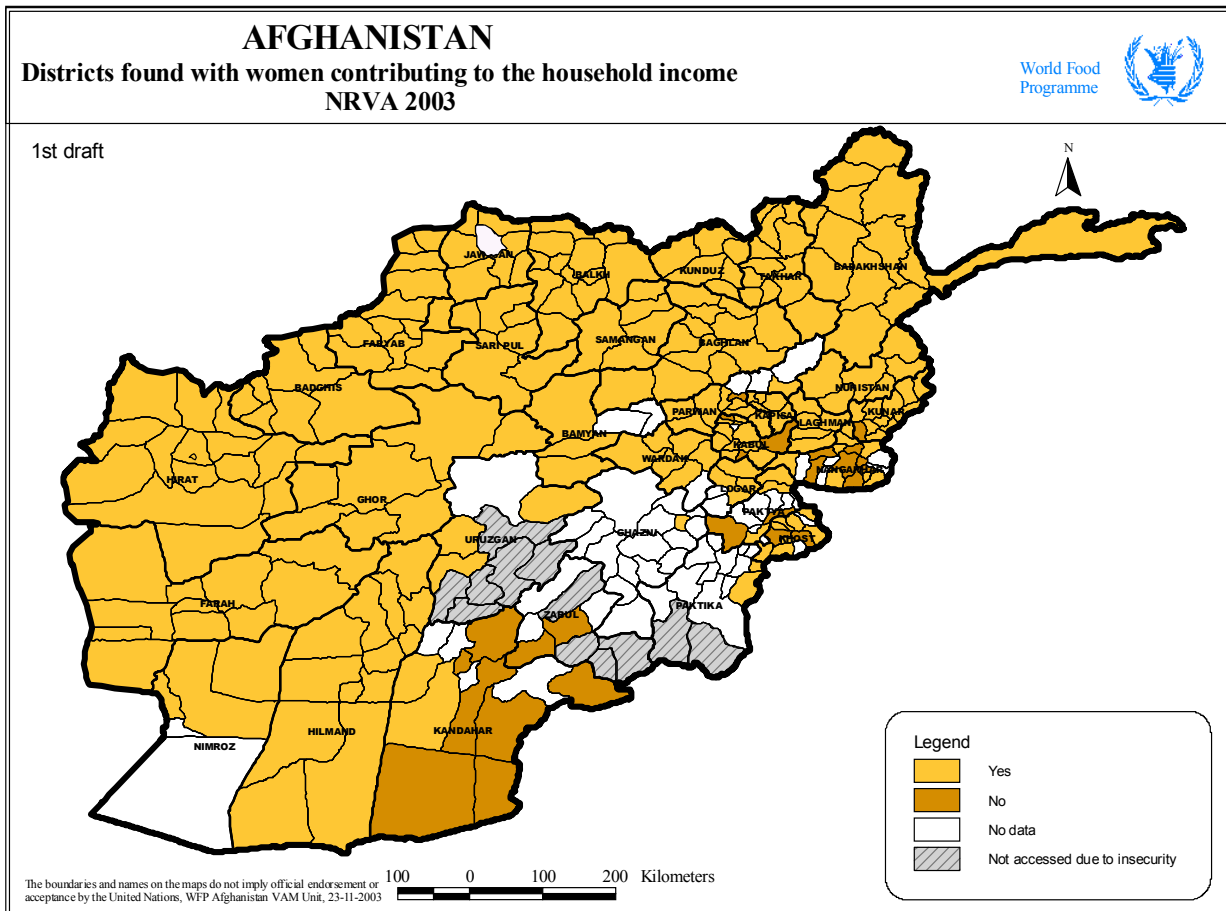 AFGHANISTAN
Districts found with women contributing to the household income
NRVA 2003
World Food
Programme
1st draft
N
BADAKHSHAN
KUNDUZ
TAKHAR
BALKH
FARYAB
SARI PUL
SAMANGAN
BAGHLAN
BADGHIS
NURISTAN
PARWAN
KAPISA
KUNAR
LAGHMAN
BAMYAN
KABUL
WARDAK
NANGARHAR
HIRAT
GHOR
LOGAR
PAKTYA
URUZGAN
GHAZNI
KHOST
FARAH
ZABUL
PAKTIKA
HILMAND
KANDAHAR
NIMROZ
Legend
Yes
No
No data
Not accessed due to insecurity
100 0 100 200 Kilometers
The boundaries and names on the maps do not imply official endorsement or
acceptance by the United Nations, WFP Afghanistan VAM Unit, 23-11-2003